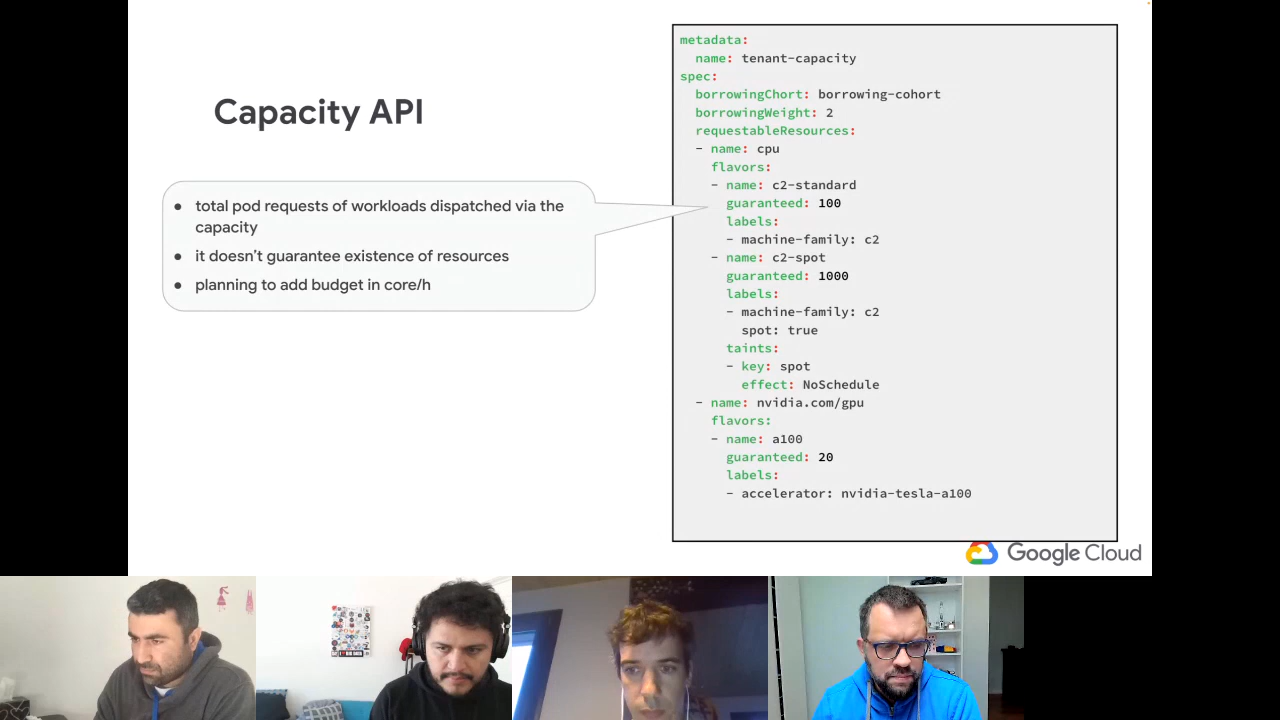 Capacity API
● total pod requests of workloads dispatched via the
capacity
● it doesn't guarantee existence of resources
● planning to add budget in core/h
metadata:
name: tenant-capacity
spec:
borrowingChort: borrowing-cohort
borrowingWeight: 2
requestableResources:
- name: cpu
flavors:
- name: c2-standard
guaranteed: 100
labels:
- machine-family: c2
- name: c2-spot
guaranteed: 1000
labels:
- machine-family: c2
spot: true
taints:
- key: spot
effect: NoSchedule
- name: nvidia.com/gpu
flavors:
- name: a100
guaranteed: 20
labels:
- accelerator: nvidia-tesla-a100
Google Cloud